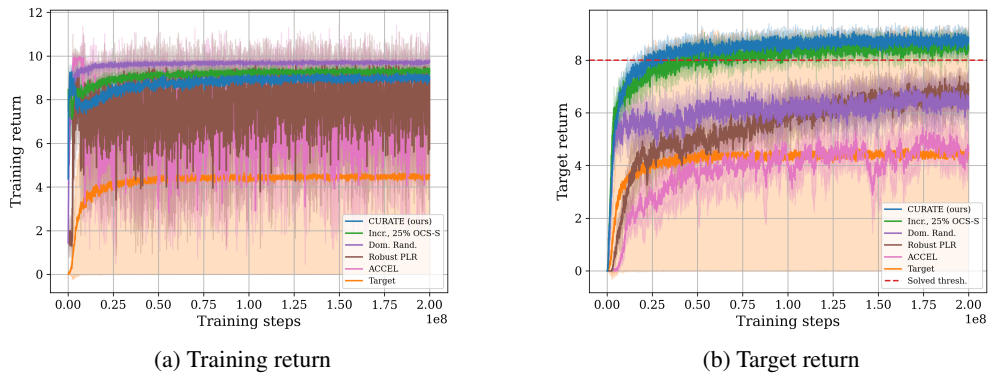 12
10
8
6
4
2
0
Training return
0.00 0.25 0.50 0.75 1.00 1.25 1.50 1.75 2.00
1e8
Training steps
CURATE (ours)
Incr., 25% OCS-S
Dom. Rand.
Robust PLR
ACCEL
Target
(a) Training return
8
6
4
2
0
Target return
0.00 0.25 0.50 0.75 1.00 1.25 1.50 1.75 2.00
1e8
Training steps
CURATE (ours)
Incr., 25% OCS-S
Dom. Rand.
Robust PLR
ACCEL
Target
Solved thresh.
(b) Target return